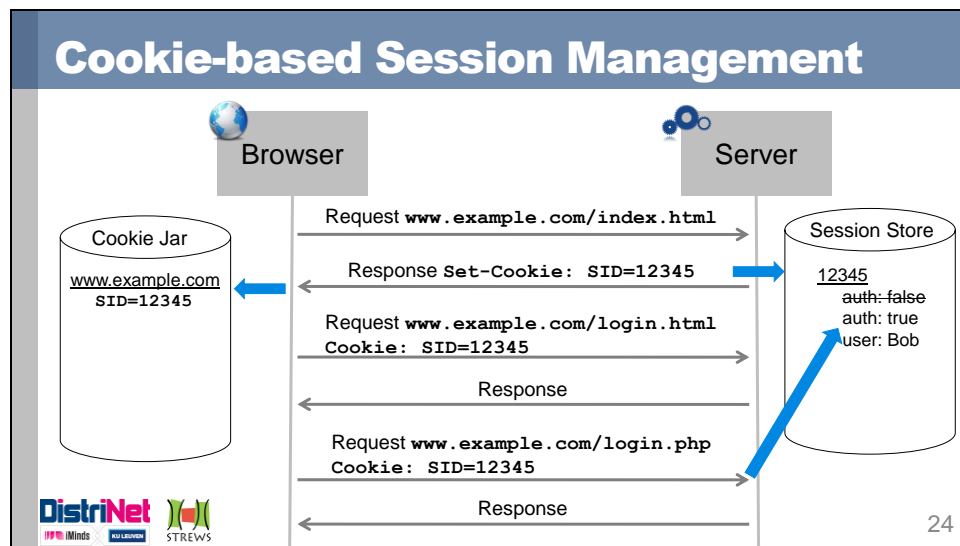 Cookie-based Session Management
Browser
Server
Request www.example.com/index.html
Cookie Jar
Session Store
Response Set-Cookie: SID=12345
www.example.com
SID=12345
12345
auth: false
auth: true
user: Bob
Request www.example.com/login.html
Cookie: SID=12345
Response
Request www.example.com/login.php
Cookie: SID=12345
Response
DistriNet
iMinds
KU LEUVEN
STREWS
24